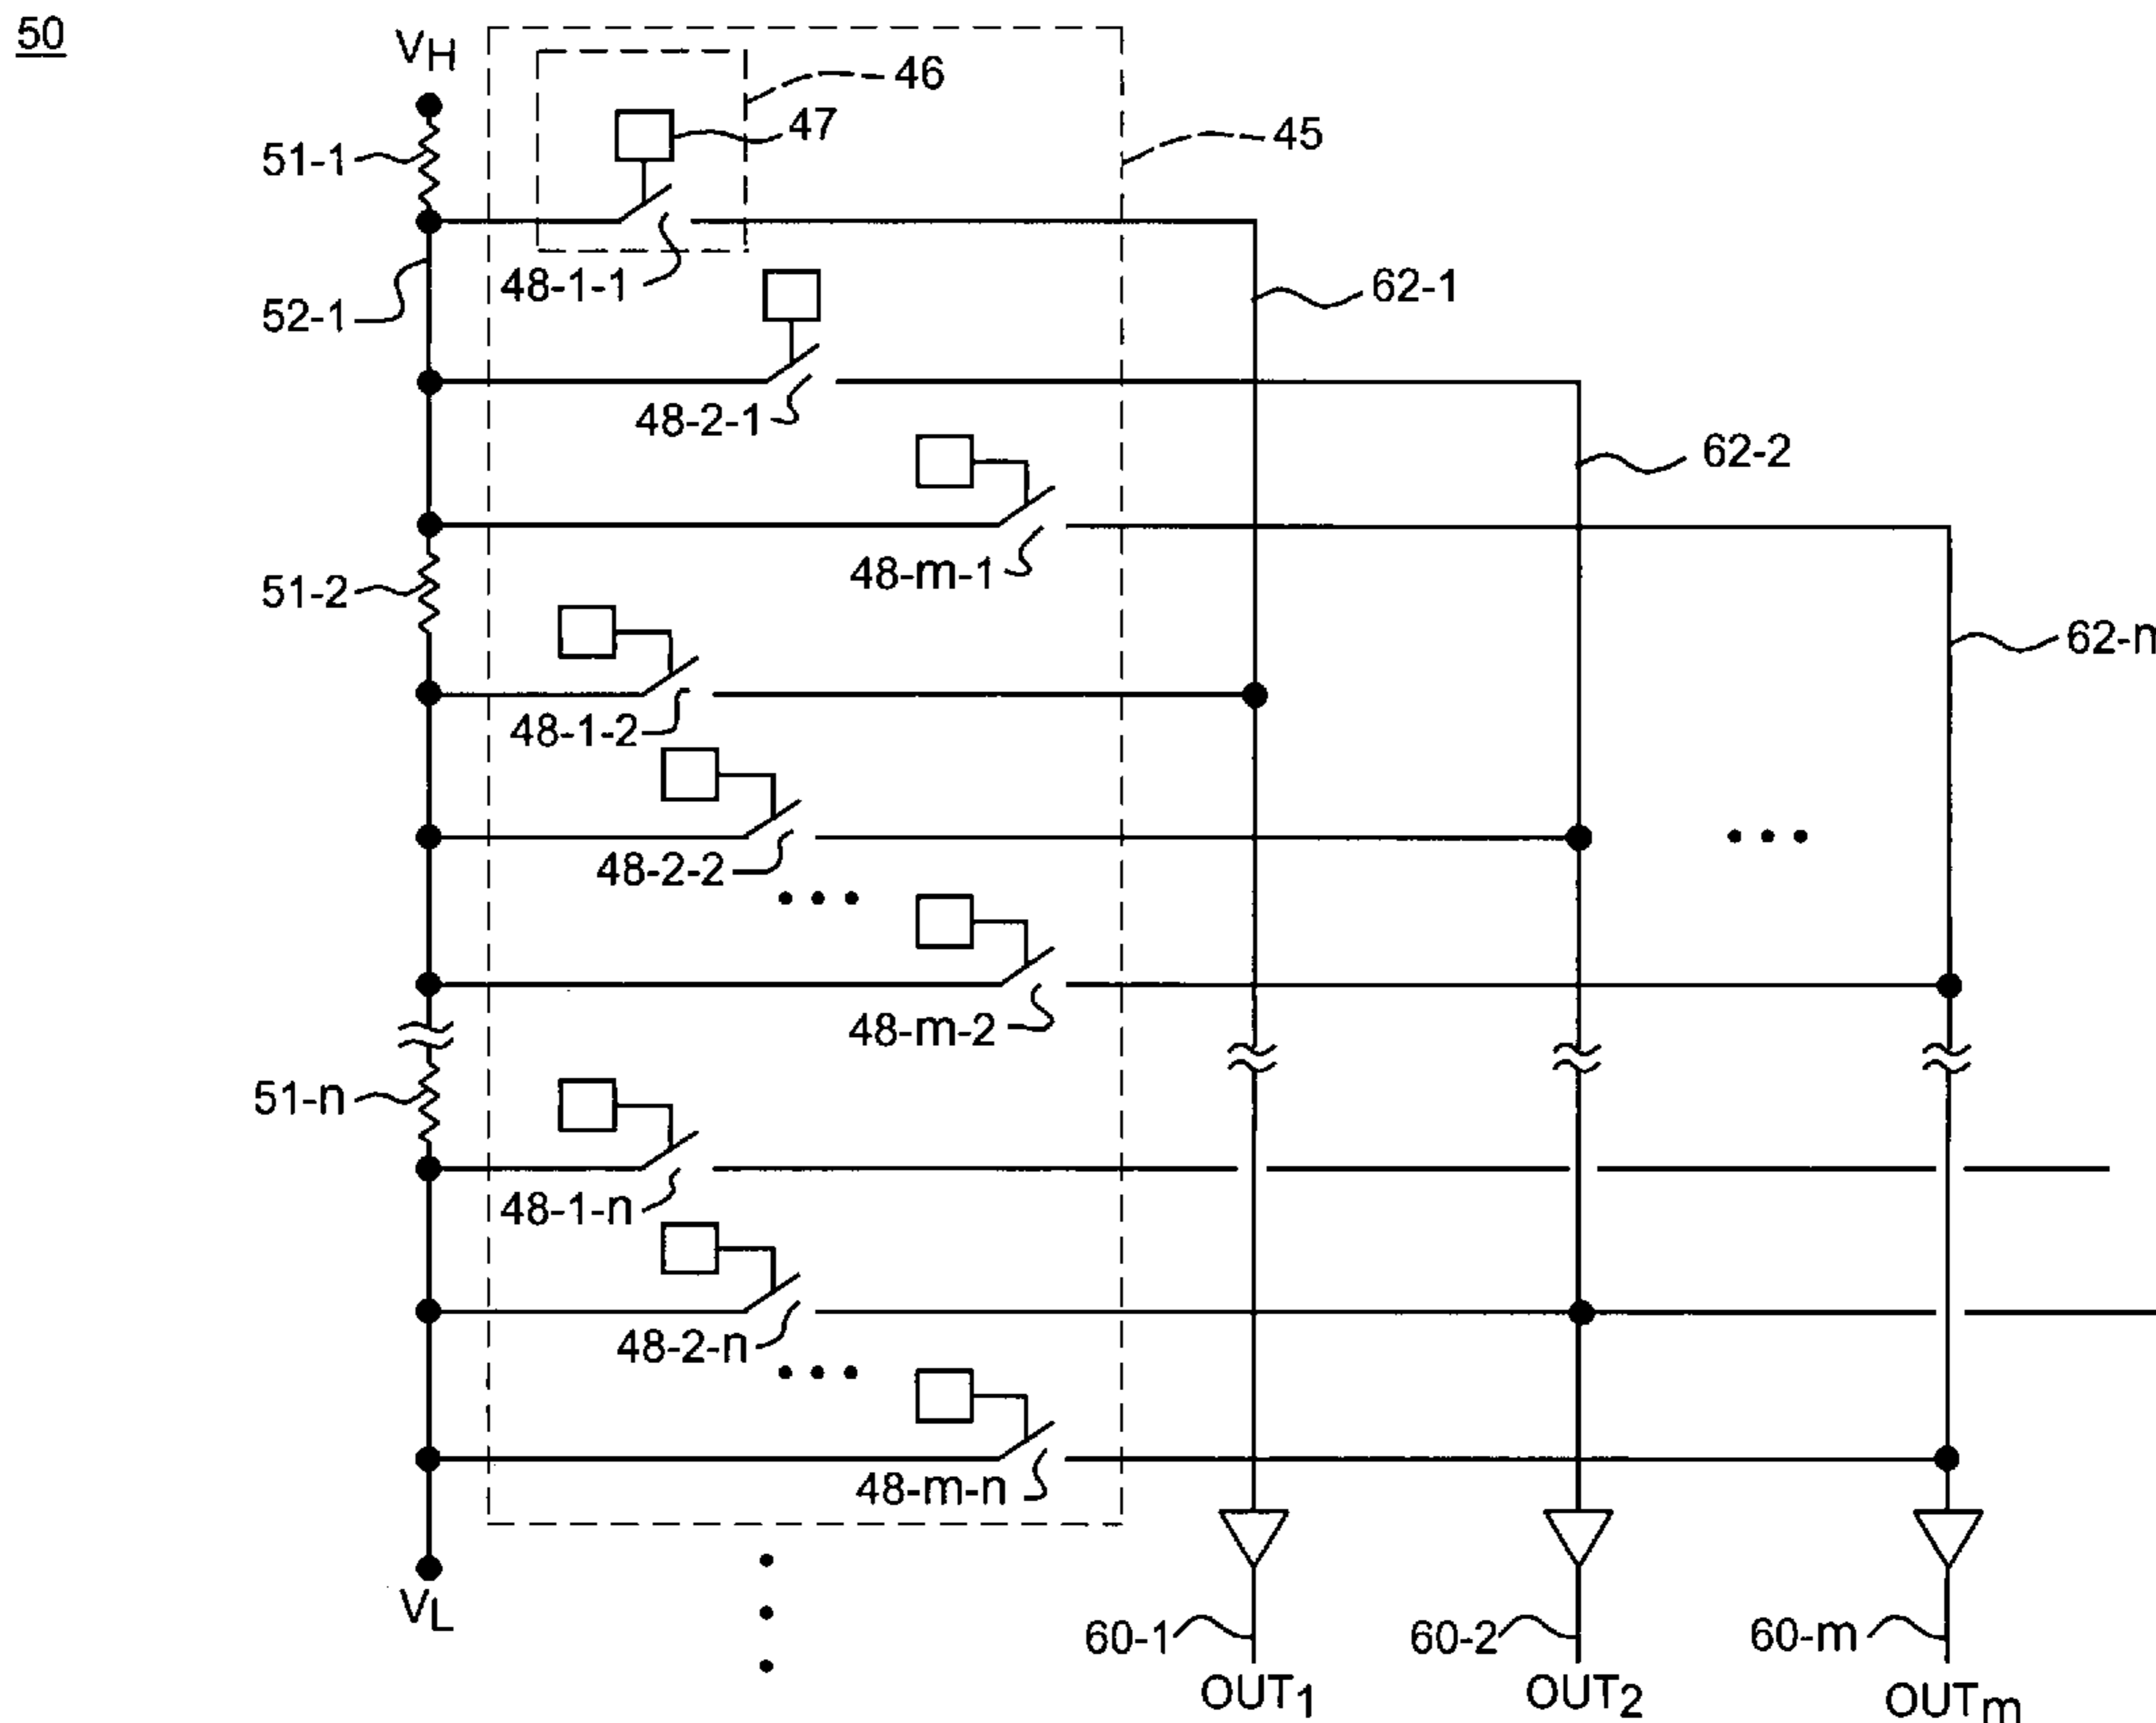 50
VH
46
47
45
51-1
48-1-1
52-1
62-1
48-2-1
62-2
48-m-1
51-2
62-n
48-1-2
48-2-2
48-m-2
51-n
48-1-n
48-2-n
48-m-n
VL
60-1
60-2
60-m
OUT1
OUT2
OUTm